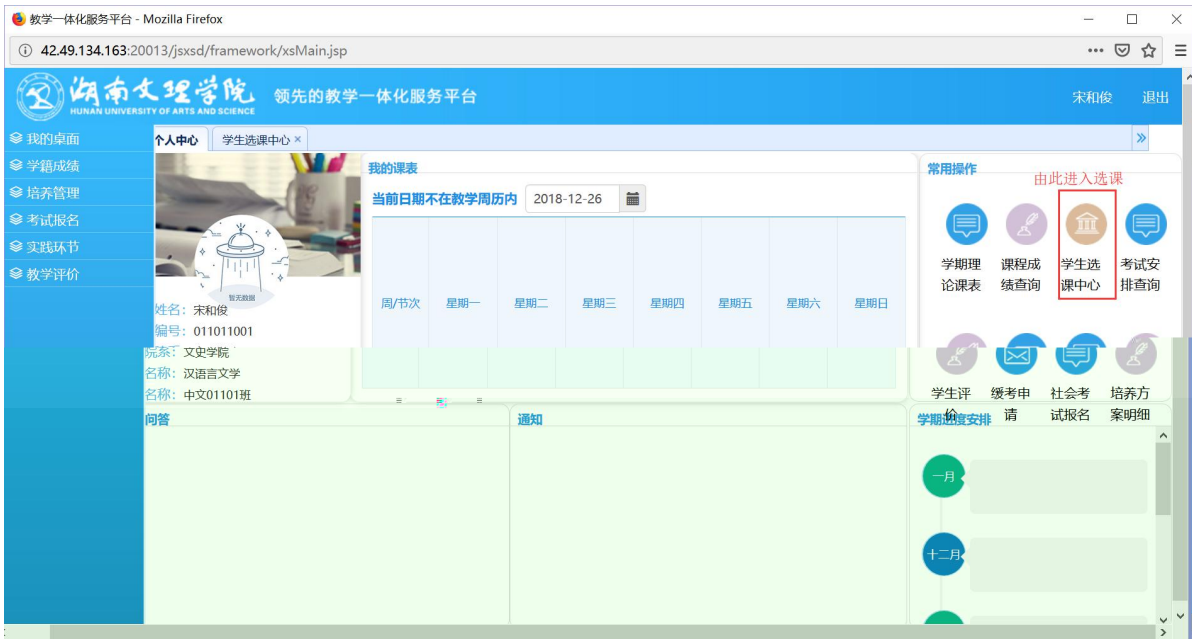 教学一体化服务平台 - Mozilla Firefox
42.49.134.163:20013/jsxsd/framework/xsMain.jsp
湖南文理学院
HUNAN UNIVERSITY OF ARTS AND SCIENCE
领先的教学一体化服务平台
宋和俊 退出
我的桌面
学籍成绩
培养管理
考试报名
实践环节
教学评价
个人中心 学生选课中心 ×
暂无数据
姓名：宋和俊
编号：011011001
院系：文史学院
名称：汉语言文学
名称：中文01101班
我的课表
当前日期不在教学周历内 2018-12-26
周/节次 星期一 星期二 星期三 星期四 星期五 星期六 星期日
常用操作
由此进入选课
学期理论课表
课程成绩查询
学生选课中心
考试安排查询
学生评价
缓考申请
社会考试报名
培养方案明细
问答
通知
学期进度安排
一月
十二月